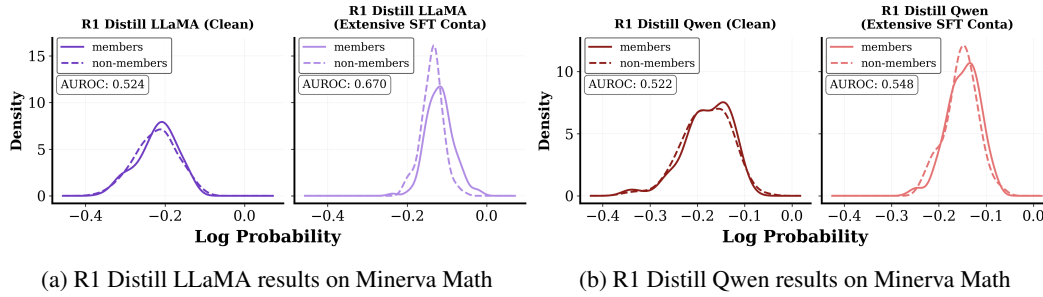 R1 Distill LLaMA (Clean)
members
non-members
AUROC: 0.524
Density
15
10
5
0
−0.4
−0.2
0.0
R1 Distill LLaMA
(Extensive SFT Conta)
members
non-members
AUROC: 0.670
−0.4
−0.2
0.0
Log Probability
(a) R1 Distill LLaMA results on Minerva Math
R1 Distill Qwen (Clean)
members
non-members
AUROC: 0.522
Density
10
5
0
−0.4
−0.3
−0.2
−0.1
0.0
R1 Distill Qwen
(Extensive SFT Conta)
members
non-members
AUROC: 0.548
−0.4
−0.3
−0.2
−0.1
0.0
Log Probability
(b) R1 Distill Qwen results on Minerva Math